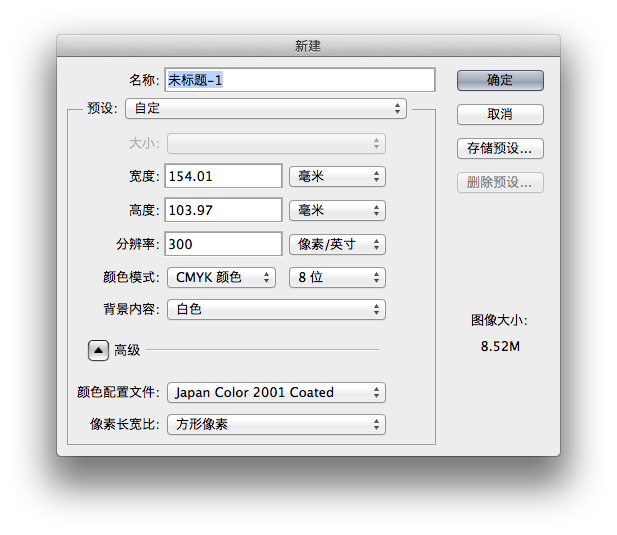 新建
名称: 未标题-1
确定
预设: 自定
取消
大小:
存储预设...
宽度: 154.01 毫米
删除预设...
高度: 103.97 毫米
分辨率: 300 像素/英寸
颜色模式: CMYK 颜色 8 位
背景内容: 白色
图像大小:
8.52M
高级
颜色配置文件: Japan Color 2001 Coated
像素长宽比: 方形像素